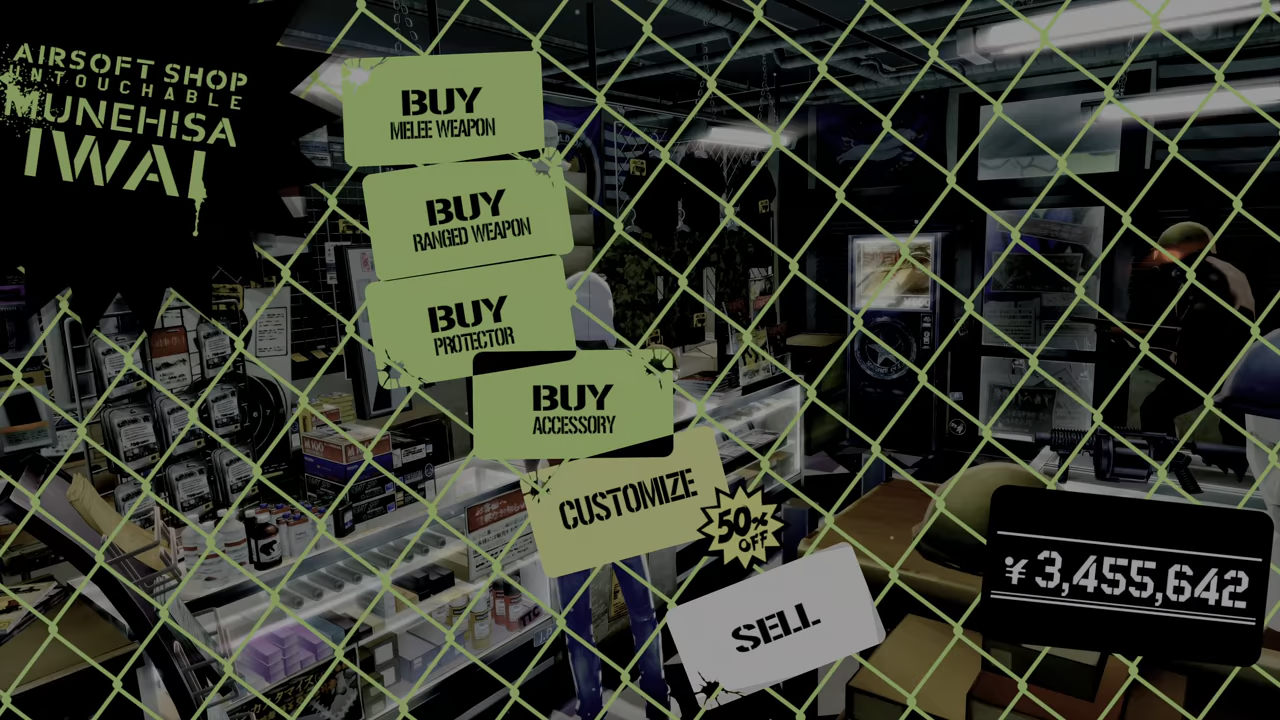 AIRSOFT SHOP
UNTOUCHABLE
MUNEHISA
IWAI
BUY
MELEE WEAPON
BUY
RANGED WEAPON
BUY
PROTECTOR
BUY
ACCESSORY
CUSTOMIZE
50% OFF
SELL
¥3,455,642